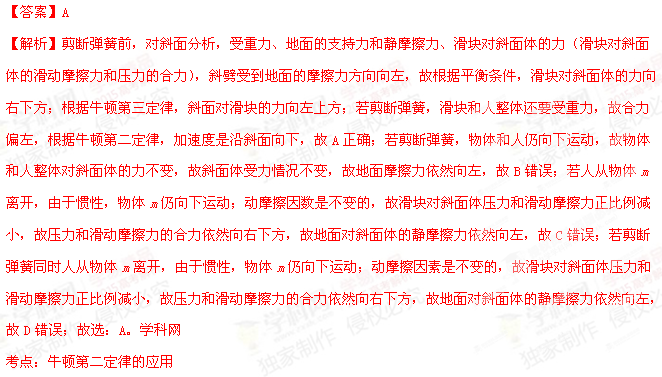 【答案】A
【解析】剪断弹簧前，对斜面分析，受重力、地面的支持力和静摩擦力、滑块对斜面体的力（滑块对斜面
体的滑动摩擦力和压力的合力），斜劈受到地面的摩擦力方向向左，故根据平衡条件，滑块对斜面体的力向
右下方；根据牛顿第三定律，斜面对滑块的力向左上方；若剪断弹簧，滑块和人整体还要受重力，故合力
偏左，根据牛顿第二定律，加速度是沿斜面向下，故A正确；若剪断弹簧，物体和人仍向下运动，故物体
和人整体对斜面体的力不变，故斜面体受力情况不变，故地面摩擦力依然向左，故B错误；若人从物体m
离开，由于惯性，物体m仍向下运动；动摩擦因数是不变的，故滑块对斜面体压力和滑动摩擦力正比例减
小，故压力和滑动摩擦力的合力依然向右下方，故地面对斜面体的静摩擦力依然向左，故C错误；若剪断
弹簧同时人从物体m离开，由于惯性，物体m仍向下运动；动摩擦因素是不变的，故滑块对斜面体压力和
滑动摩擦力正比例减小，故压力和滑动摩擦力的合力依然向右下方，故地面对斜面体的静摩擦力依然向左，
故D错误；故选：A。学科网
考点：牛顿第二定律的应用
独家制作